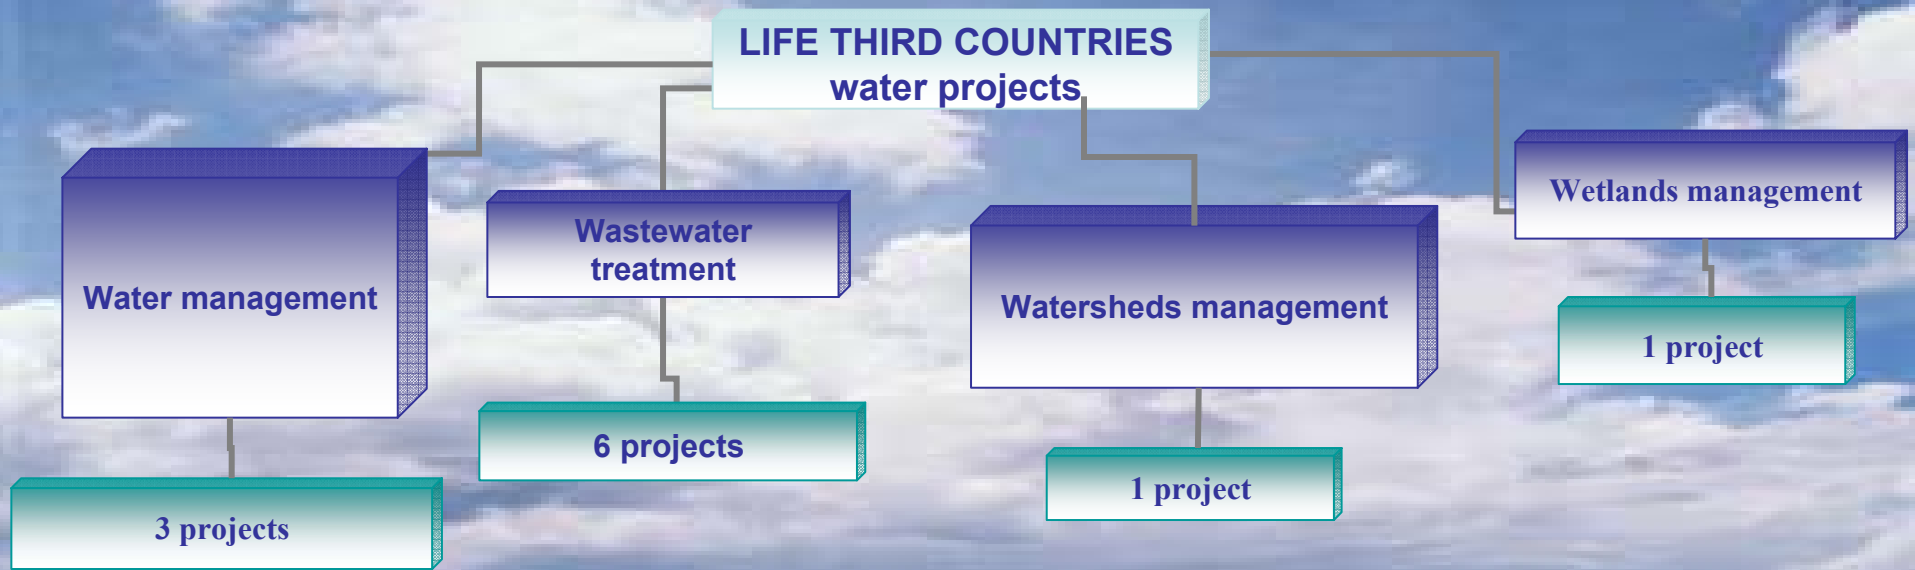 LIFE THIRD COUNTRIES
water projects
Water management
3 projects
Wastewater
treatment
6 projects
Watersheds management
1 project
Wetlands management
1 project